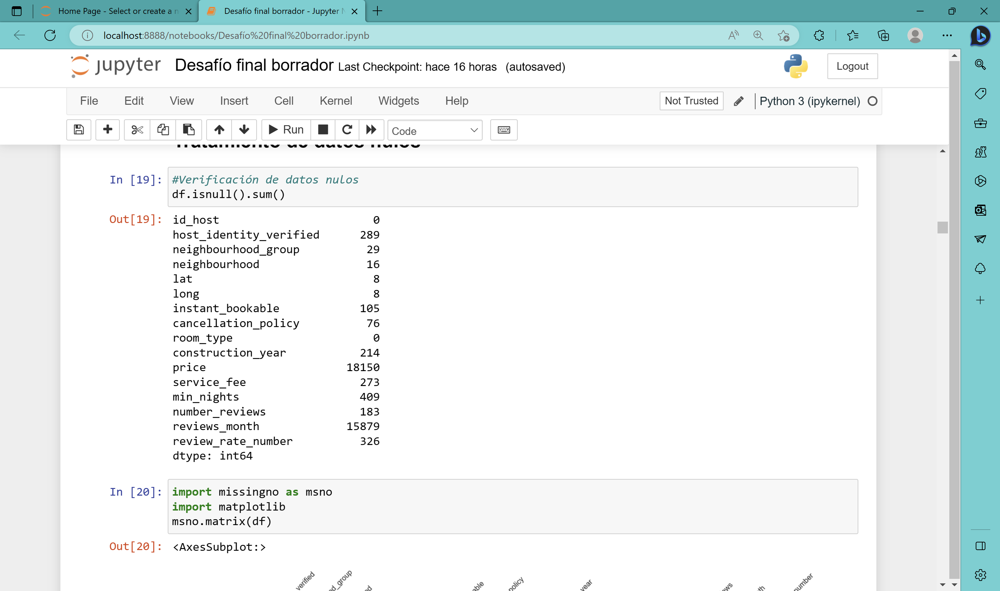 Home Page - Select or create a n
Desafío final borrador - Jupyter N
localhost:8888/notebooks/Desafío%20final%20borrador.ipynb
jupyter Desafío final borrador Last Checkpoint: hace 16 horas (autosaved)
Logout
File Edit View Insert Cell Kernel Widgets Help
Not Trusted
Python 3 (ipykernel)
Run
Code
Tratamiento de datos nulos
In [19]: #Verificación de datos nulos
df.isnull().sum()
Out[19]: id_host 0
host_identity_verified 289
neighbourhood_group 29
neighbourhood 16
lat 8
long 8
instant_bookable 105
cancellation_policy 76
room_type 0
construction_year 214
price 18150
service_fee 273
min_nights 409
number_reviews 183
reviews_month 15879
review_rate_number 326
dtype: int64
In [20]: import missingno as msno
import matplotlib
msno.matrix(df)
Out[20]: <AxesSubplot:>
verified
d_group
able
policy
year
ws
th
number